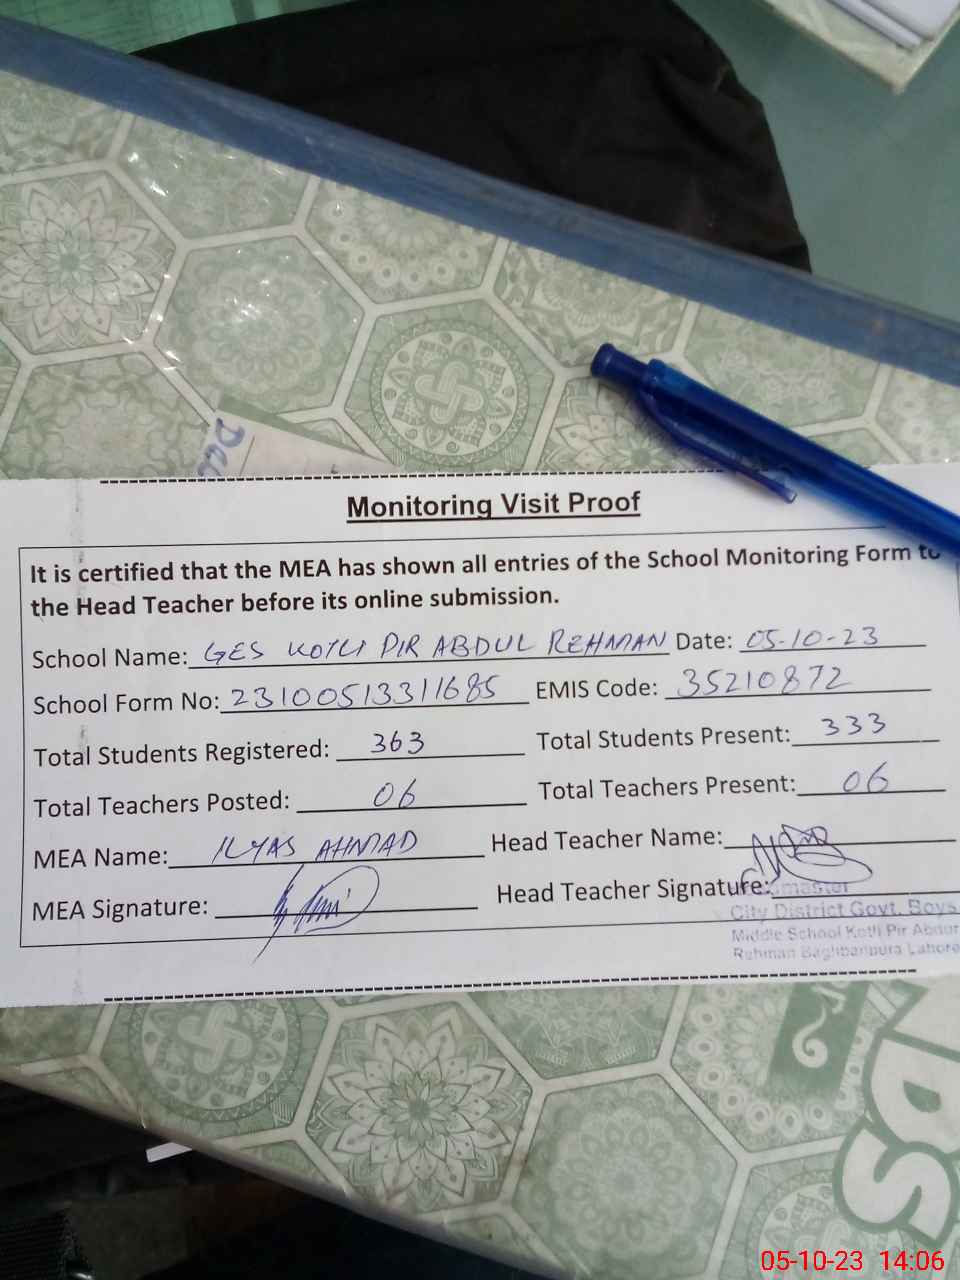 Monitoring Visit Proof
It is certified that the MEA has shown all entries of the School Monitoring Form to
the Head Teacher before its online submission.
School Name: GES KOTLI PIR ABDUL REHMAN Date: 05-10-23
School Form No: 23100513311685 EMIS Code: 35210872
Total Students Registered: 363 Total Students Present: 333
Total Teachers Posted: 06 Total Teachers Present: 06
MEA Name: ILYAS AHMAD Head Teacher Name:
MEA Signature: Head Teacher Signature:
City District Govt. Boys
Middle School Kotli Pir Abdur
Rehman Baghbanpura Lahore
DS
05-10-23 14:06